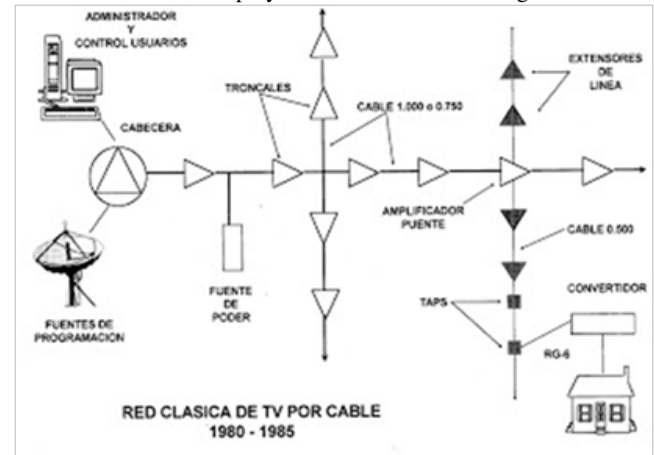 ADMINISTRADOR
Y
CONTROL USUARIOS
CABECERA
TRONCALES
CABLE 1.000 o 0.750
EXTENSORES
DE
LINEA
AMPLIFICADOR
PUENTE
CABLE 0.500
FUENTE
DE
PODER
FUENTES DE
PROGRAMACION
TAPS
CONVERTIDOR
RG-6
RED CLASICA DE TV POR CABLE
1980 - 1985